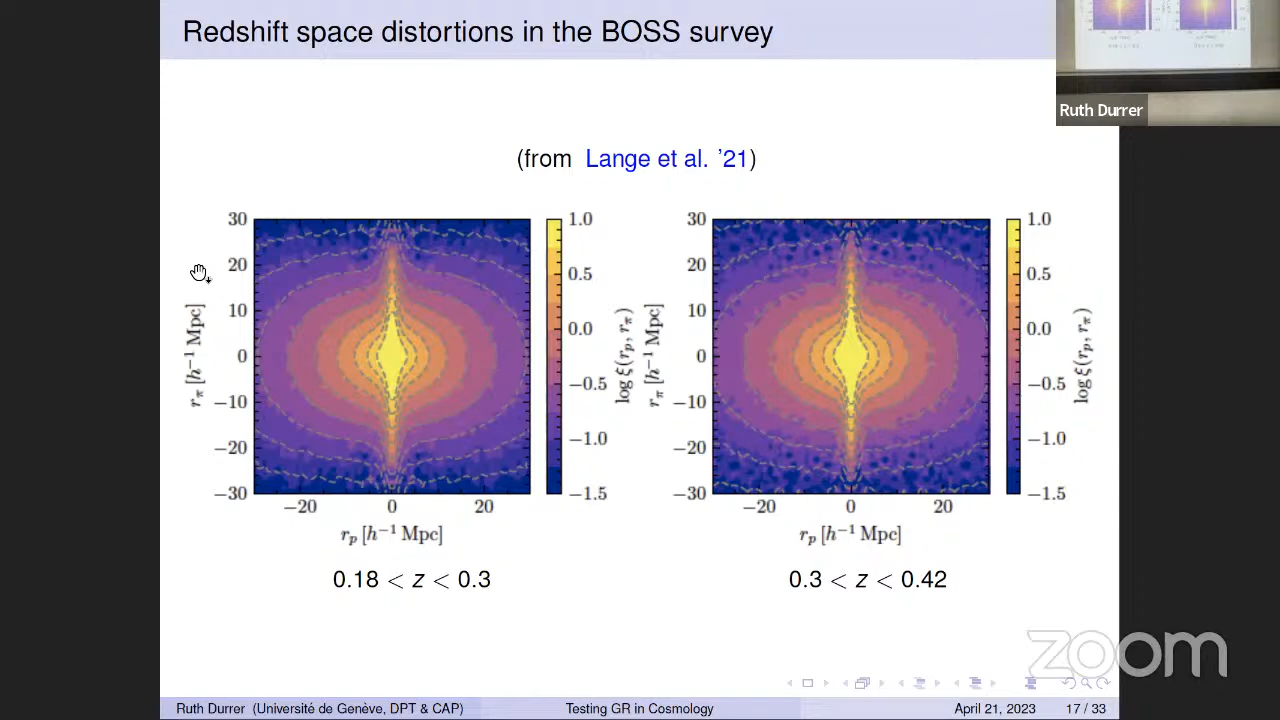 Redshift space distortions in the BOSS survey
Ruth Durrer
(from Lange et al. '21)
30
20
10
0
−10
−20
−30
r_π [h⁻¹ Mpc]
−20 0 20
r_p [h⁻¹ Mpc]
1.0
0.5
0.0
−0.5
−1.0
−1.5
log ξ(r_p, r_π)
0.18 < z < 0.3
30
20
10
0
−10
−20
−30
r_π [h⁻¹ Mpc]
−20 0 20
r_p [h⁻¹ Mpc]
1.0
0.5
0.0
−0.5
−1.0
−1.5
log ξ(r_p, r_π)
0.3 < z < 0.42
zoom
Ruth Durrer (Université de Genève, DPT & CAP) Testing GR in Cosmology April 21, 2023 17 / 33